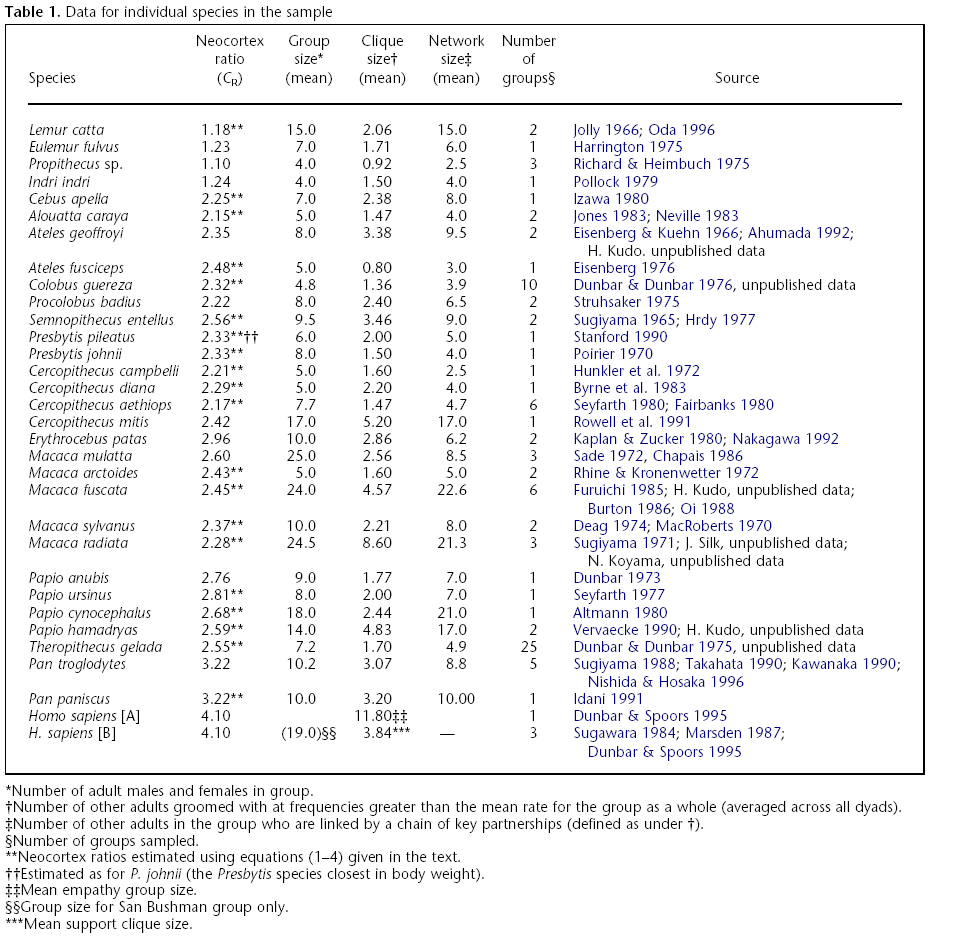 Table 1. Data for individual species in the sample
Species Neocortex ratio (CR) Group size* (mean) Clique size† (mean) Network size‡ (mean) Number of groups§ Source
Lemur catta 1.18** 15.0 2.06 15.0 2 Jolly 1966; Oda 1996
Eulemur fulvus 1.23 7.0 1.71 6.0 1 Harrington 1975
Propithecus sp. 1.10 4.0 0.92 2.5 3 Richard & Heimbuch 1975
Indri indri 1.24 4.0 1.50 4.0 1 Pollock 1979
Cebus apella 2.25** 7.0 2.38 8.0 1 Izawa 1980
Alouatta caraya 2.15** 5.0 1.47 4.0 2 Jones 1983; Neville 1983
Ateles geoffroyi 2.35 8.0 3.38 9.5 2 Eisenberg & Kuehn 1966; Ahumada 1992;
H. Kudo. unpublished data
Ateles fusciceps 2.48** 5.0 0.80 3.0 1 Eisenberg 1976
Colobus guereza 2.32** 4.8 1.36 3.9 10 Dunbar & Dunbar 1976, unpublished data
Procolobus badius 2.22 8.0 2.40 6.5 2 Struhsaker 1975
Semnopithecus entellus 2.56** 9.5 3.46 9.0 2 Sugiyama 1965; Hrdy 1977
Presbytis pileatus 2.33**†† 6.0 2.00 5.0 1 Stanford 1990
Presbytis johnii 2.33** 8.0 1.50 4.0 1 Poirier 1970
Cercopithecus campbelli 2.21** 5.0 1.60 2.5 1 Hunkler et al. 1972
Cercopithecus diana 2.29** 5.0 2.20 4.0 1 Byrne et al. 1983
Cercopithecus aethiops 2.17** 7.7 1.47 4.7 6 Seyfarth 1980; Fairbanks 1980
Cercopithecus mitis 2.42 17.0 5.20 17.0 1 Rowell et al. 1991
Erythrocebus patas 2.96 10.0 2.86 6.2 2 Kaplan & Zucker 1980; Nakagawa 1992
Macaca mulatta 2.60 25.0 2.56 8.5 3 Sade 1972, Chapais 1986
Macaca arctoides 2.43** 5.0 1.60 5.0 2 Rhine & Kronenwetter 1972
Macaca fuscata 2.45** 24.0 4.57 22.6 6 Furuichi 1985; H. Kudo, unpublished data;
Burton 1986; Oi 1988
Macaca sylvanus 2.37** 10.0 2.21 8.0 2 Deag 1974; MacRoberts 1970
Macaca radiata 2.28** 24.5 8.60 21.3 3 Sugiyama 1971; J. Silk, unpublished data;
N. Koyama, unpublished data
Papio anubis 2.76 9.0 1.77 7.0 1 Dunbar 1973
Papio ursinus 2.81** 8.0 2.00 7.0 1 Seyfarth 1977
Papio cynocephalus 2.68** 18.0 2.44 21.0 1 Altmann 1980
Papio hamadryas 2.59** 14.0 4.83 17.0 2 Vervaecke 1990; H. Kudo, unpublished data
Theropithecus gelada 2.55** 7.2 1.70 4.9 25 Dunbar & Dunbar 1975, unpublished data
Pan troglodytes 3.22 10.2 3.07 8.8 5 Sugiyama 1988; Takahata 1990; Kawanaka 1990;
Nishida & Hosaka 1996
Pan paniscus 3.22** 10.0 3.20 10.00 1 Idani 1991
Homo sapiens [A] 4.10 11.80‡‡ 1 Dunbar & Spoors 1995
H. sapiens [B] 4.10 (19.0)§§ 3.84*** — 3 Sugawara 1984; Marsden 1987;
Dunbar & Spoors 1995
*Number of adult males and females in group.
†Number of other adults groomed with at frequencies greater than the mean rate for the group as a whole (averaged across all dyads).
‡Number of other adults in the group who are linked by a chain of key partnerships (defined as under †).
§Number of groups sampled.
**Neocortex ratios estimated using equations (1–4) given in the text.
††Estimated as for P. johnii (the Presbytis species closest in body weight).
‡‡Mean empathy group size.
§§Group size for San Bushman group only.
***Mean support clique size.